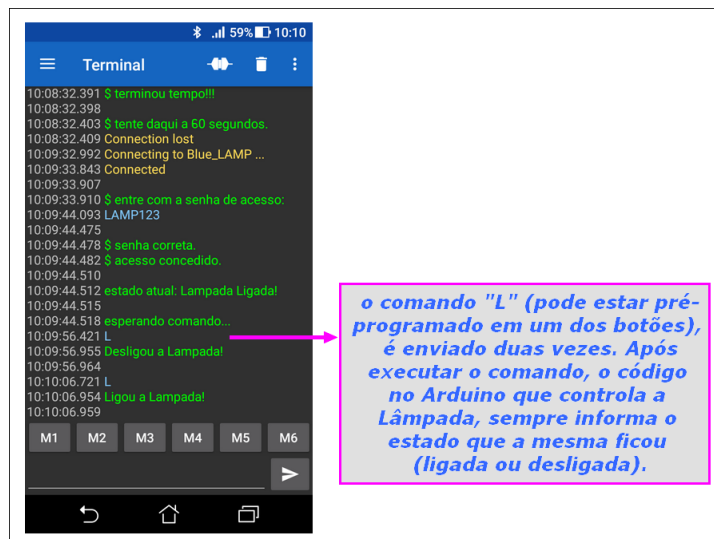 59% 10:10
Terminal
10:08:32.391 $ terminou tempo!!!
10:08:32.398
10:08:32.403 $ tente daqui a 60 segundos.
10:08:32.409 Connection lost
10:09:32.992 Connecting to Blue_LAMP ...
10:09:33.843 Connected
10:09:33.907
10:09:33.910 $ entre com a senha de acesso:
10:09:44.093 LAMP123
10:09:44.475
10:09:44.478 $ senha correta.
10:09:44.482 $ acesso concedido.
10:09:44.510
10:09:44.512 estado atual: Lampada Ligada!
10:09:44.515
10:09:44.518 esperando comando...
10:09:56.421 L
10:09:56.955 Desligou a Lampada!
10:09:56.964
10:10:06.721 L
10:10:06.954 Ligou a Lampada!
10:10:06.959
M1 M2 M3 M4 M5 M6
o comando "L" (pode estar pré-
programado em um dos botões),
é enviado duas vezes. Após
executar o comando, o código
no Arduino que controla a
Lâmpada, sempre informa o
estado que a mesma ficou
(ligada ou desligada).